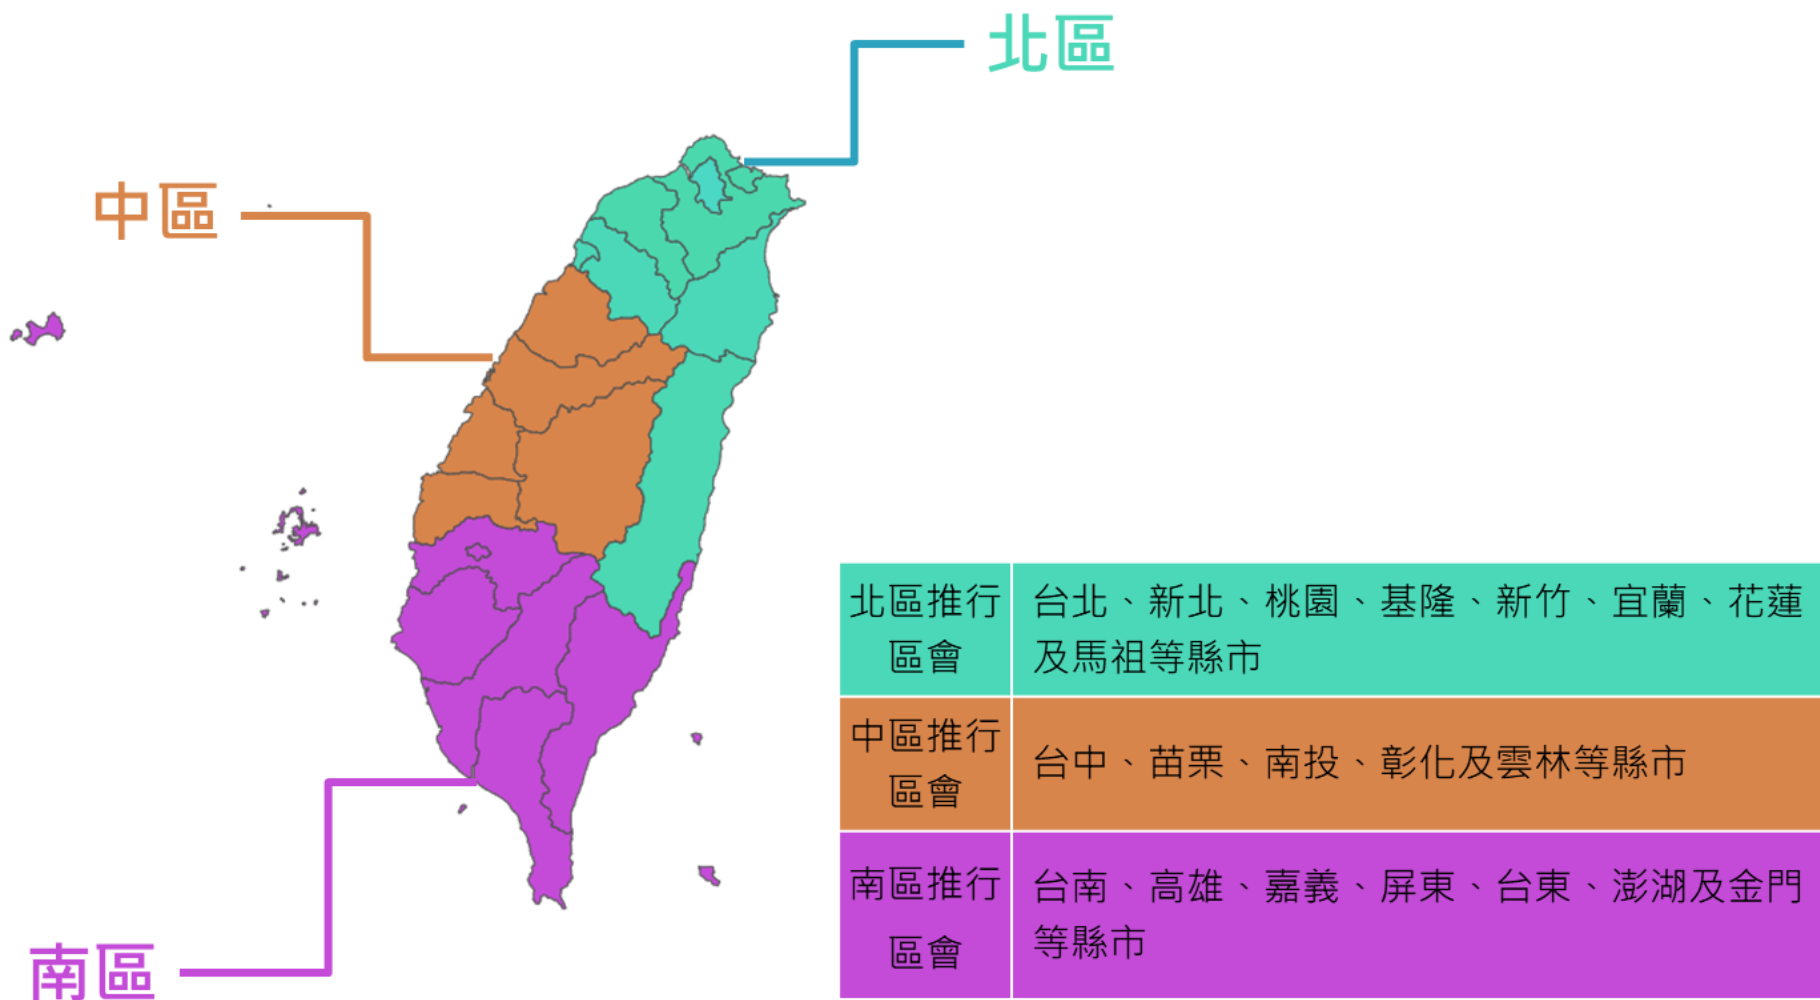 北區
中區
南區
北區推行
區會
台北、新北、桃園、基隆、新竹、宜蘭、花蓮
及馬祖等縣市
中區推行
區會
台中、苗栗、南投、彰化及雲林等縣市
南區推行
區會
台南、高雄、嘉義、屏東、台東、澎湖及金門
等縣市